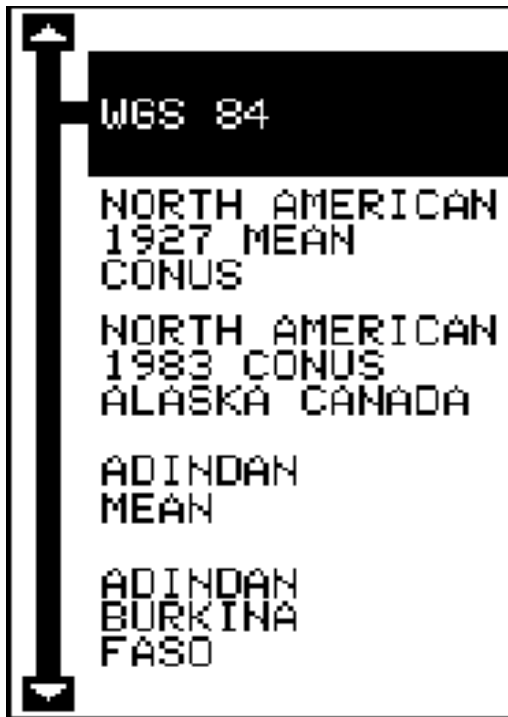 WGS 84
NORTH AMERICAN
1927 MEAN
CONUS
NORTH AMERICAN
1983 CONUS
ALASKA CANADA
ADINDAN
MEAN
ADINDAN
BURKINA
FASO